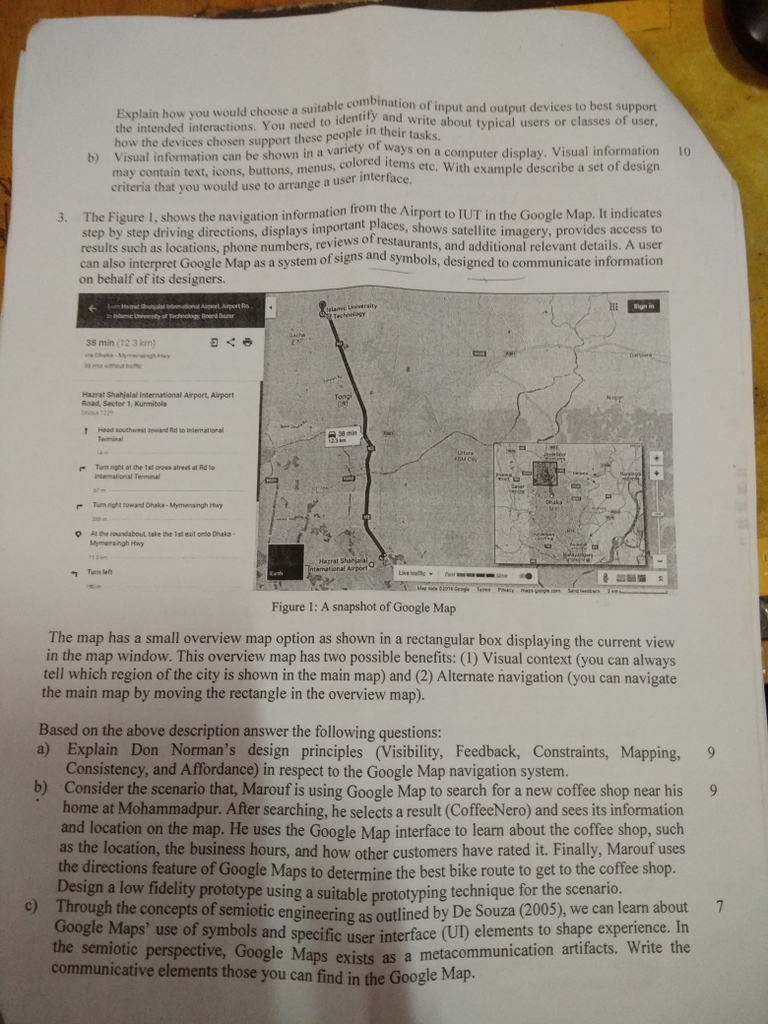 Explain how you would choose a suitable combination of input and output devices to best support
the intended interactions. You need to identify and write about typical users or classes of user,
how the devices chosen support these people in their tasks.
b) Visual information can be shown in a variety of ways on a computer display. Visual information 10
may contain text, icons, buttons, menus, colored items etc. With example describe a set of design
criteria that you would use to arrange a user interface.
3. The Figure 1, shows the navigation information from the Airport to IUT in the Google Map. It indicates
step by step driving directions, displays important places, shows satellite imagery, provides access to
results such as locations, phone numbers, reviews of restaurants, and additional relevant details. A user
can also interpret Google Map as a system of signs and symbols, designed to communicate information
on behalf of its designers.
from Hazrat Shahjalal International Airport, Airport Ro...
to Islamic University of Technology, Board Bazar
38 min (12.3 km)
via Dhaka - Mymensingh Hwy
Hazrat Shahjalal International Airport, Airport
Road, Sector 1, Kurmitola
Dhaka 1229
Head southwest toward Rd to International
Terminal
Turn right at the 1st cross street at Rd to
International Terminal
Turn right toward Dhaka - Mymensingh Hwy
At the roundabout, take the 1st exit onto Dhaka -
Mymensingh Hwy
Turn left
Islamic University
of Technology
Sign in
Tongi
38 min
12.3 km
Uttara
Dhaka
Hazrat Shahjalal
International Airport
Earth
Live traffic
Fast
Slow
Map data ©2016 Google Terms Privacy maps.google.com Send feedback 2 km
Figure 1: A snapshot of Google Map
The map has a small overview map option as shown in a rectangular box displaying the current view
in the map window. This overview map has two possible benefits: (1) Visual context (you can always
tell which region of the city is shown in the main map) and (2) Alternate navigation (you can navigate
the main map by moving the rectangle in the overview map).
Based on the above description answer the following questions:
a) Explain Don Norman's design principles (Visibility, Feedback, Constraints, Mapping, 9
Consistency, and Affordance) in respect to the Google Map navigation system.
b) Consider the scenario that, Marouf is using Google Map to search for a new coffee shop near his 9
home at Mohammadpur. After searching, he selects a result (CoffeeNero) and sees its information
and location on the map. He uses the Google Map interface to learn about the coffee shop, such
as the location, the business hours, and how other customers have rated it. Finally, Marouf uses
the directions feature of Google Maps to determine the best bike route to get to the coffee shop.
Design a low fidelity prototype using a suitable prototyping technique for the scenario.
c) Through the concepts of semiotic engineering as outlined by De Souza (2005), we can learn about 7
Google Maps' use of symbols and specific user interface (UI) elements to shape experience. In
the semiotic perspective, Google Maps exists as a metacommunication artifacts. Write the
communicative elements those you can find in the Google Map.